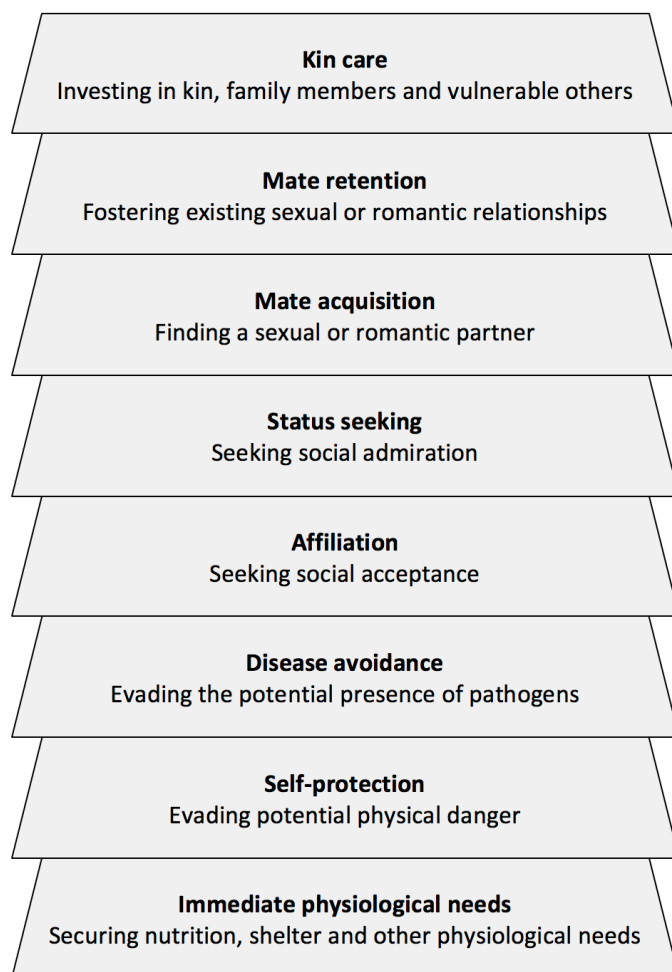 Kin care
Investing in kin, family members and vulnerable others
Mate retention
Fostering existing sexual or romantic relationships
Mate acquisition
Finding a sexual or romantic partner
Status seeking
Seeking social admiration
Affiliation
Seeking social acceptance
Disease avoidance
Evading the potential presence of pathogens
Self-protection
Evading potential physical danger
Immediate physiological needs
Securing nutrition, shelter and other physiological needs